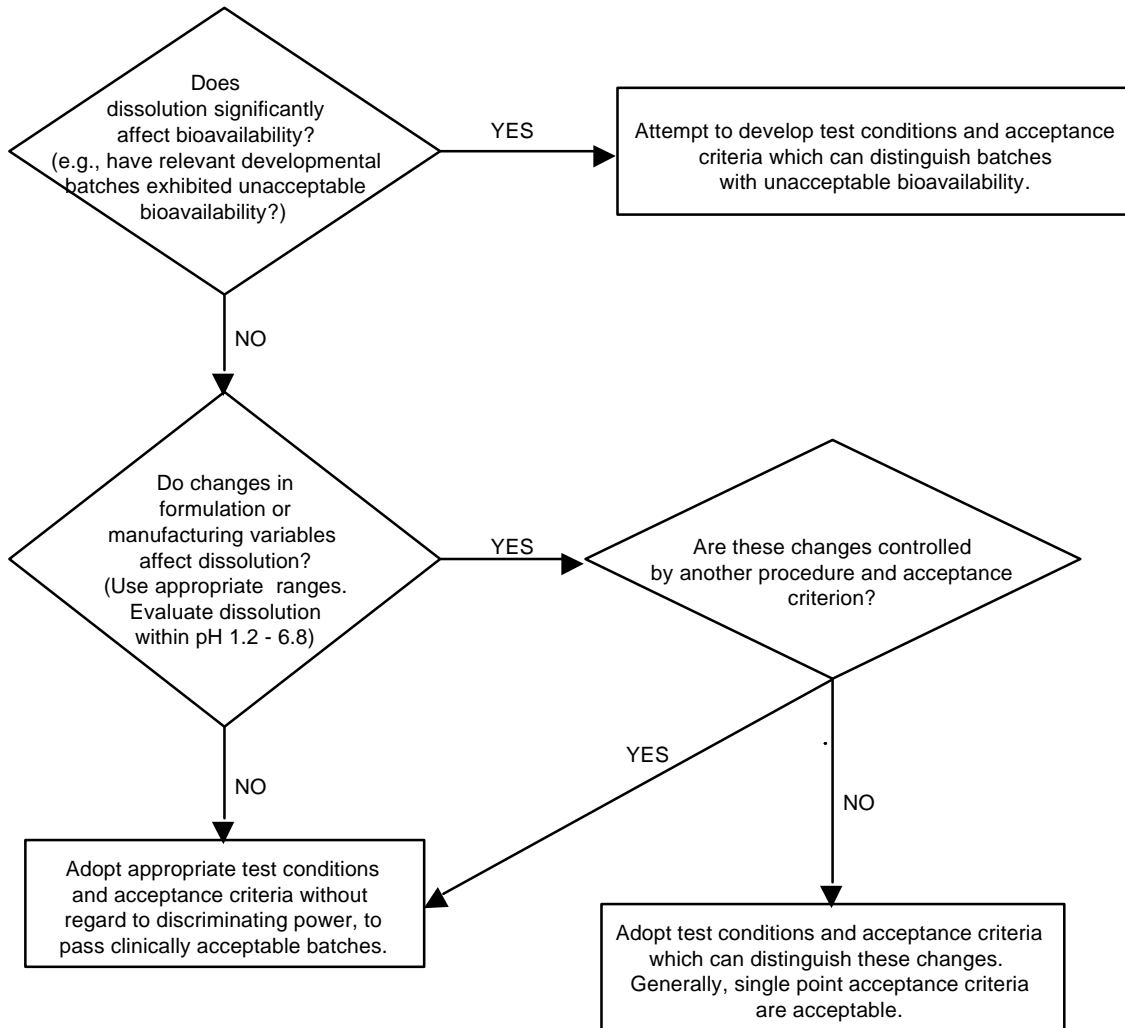 Does
dissolution significantly
affect bioavailability?
(e.g., have relevant developmental
batches exhibited unacceptable
bioavailability?)
YES
Attempt to develop test conditions and acceptance
criteria which can distinguish batches
with unacceptable bioavailability.
NO
Do changes in
formulation or
manufacturing variables
affect dissolution?
(Use appropriate ranges.
Evaluate dissolution
within pH 1.2 - 6.8)
YES
Are these changes controlled
by another procedure and acceptance
criterion?
YES
NO
NO
Adopt appropriate test conditions
and acceptance criteria without
regard to discriminating power, to
pass clinically acceptable batches.
Adopt test conditions and acceptance criteria
which can distinguish these changes.
Generally, single point acceptance criteria
are acceptable.